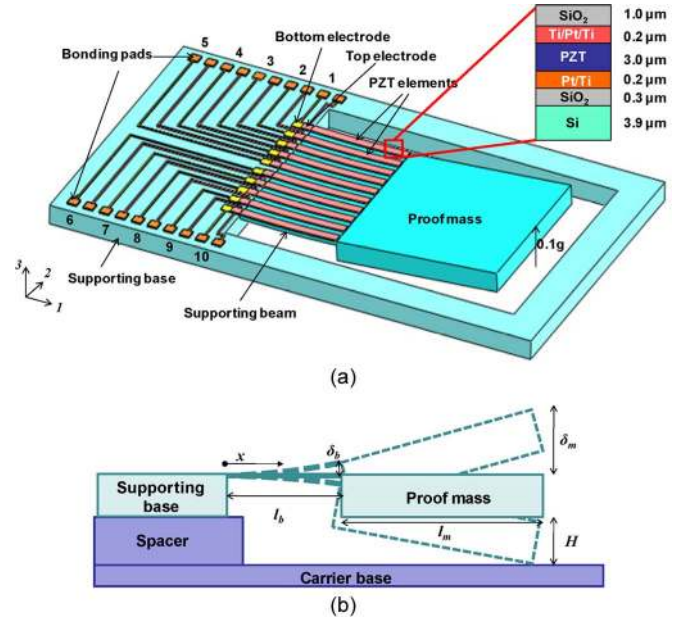 SiO₂ 1.0 µm
Ti/Pt/Ti 0.2 µm
PZT 3.0 µm
Pt/Ti 0.2 µm
SiO₂ 0.3 µm
Si 3.9 µm
Bottom electrode
Bonding pads
Top electrode
PZT elements
5 4 3 2 1
Proof mass
0.1g
6 7 8 9 10
Supporting base
Supporting beam
3 2 1
(a)
x
δb
δm
Supporting base
Proof mass
lb
lm
H
Spacer
Carrier base
(b)